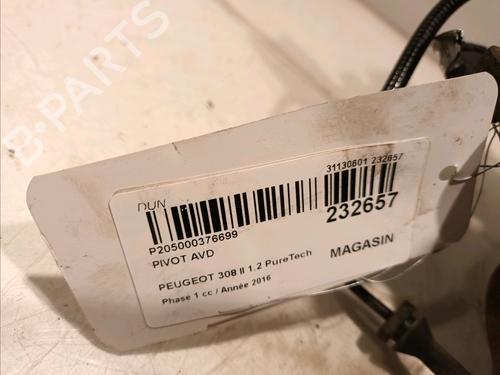 B-PARTS
DUN
31130601 232657
P205000376699
232657
PIVOT AVD
MAGASIN
PEUGEOT 308 II 1.2 PureTech
Phase 1 cc / Année 2016